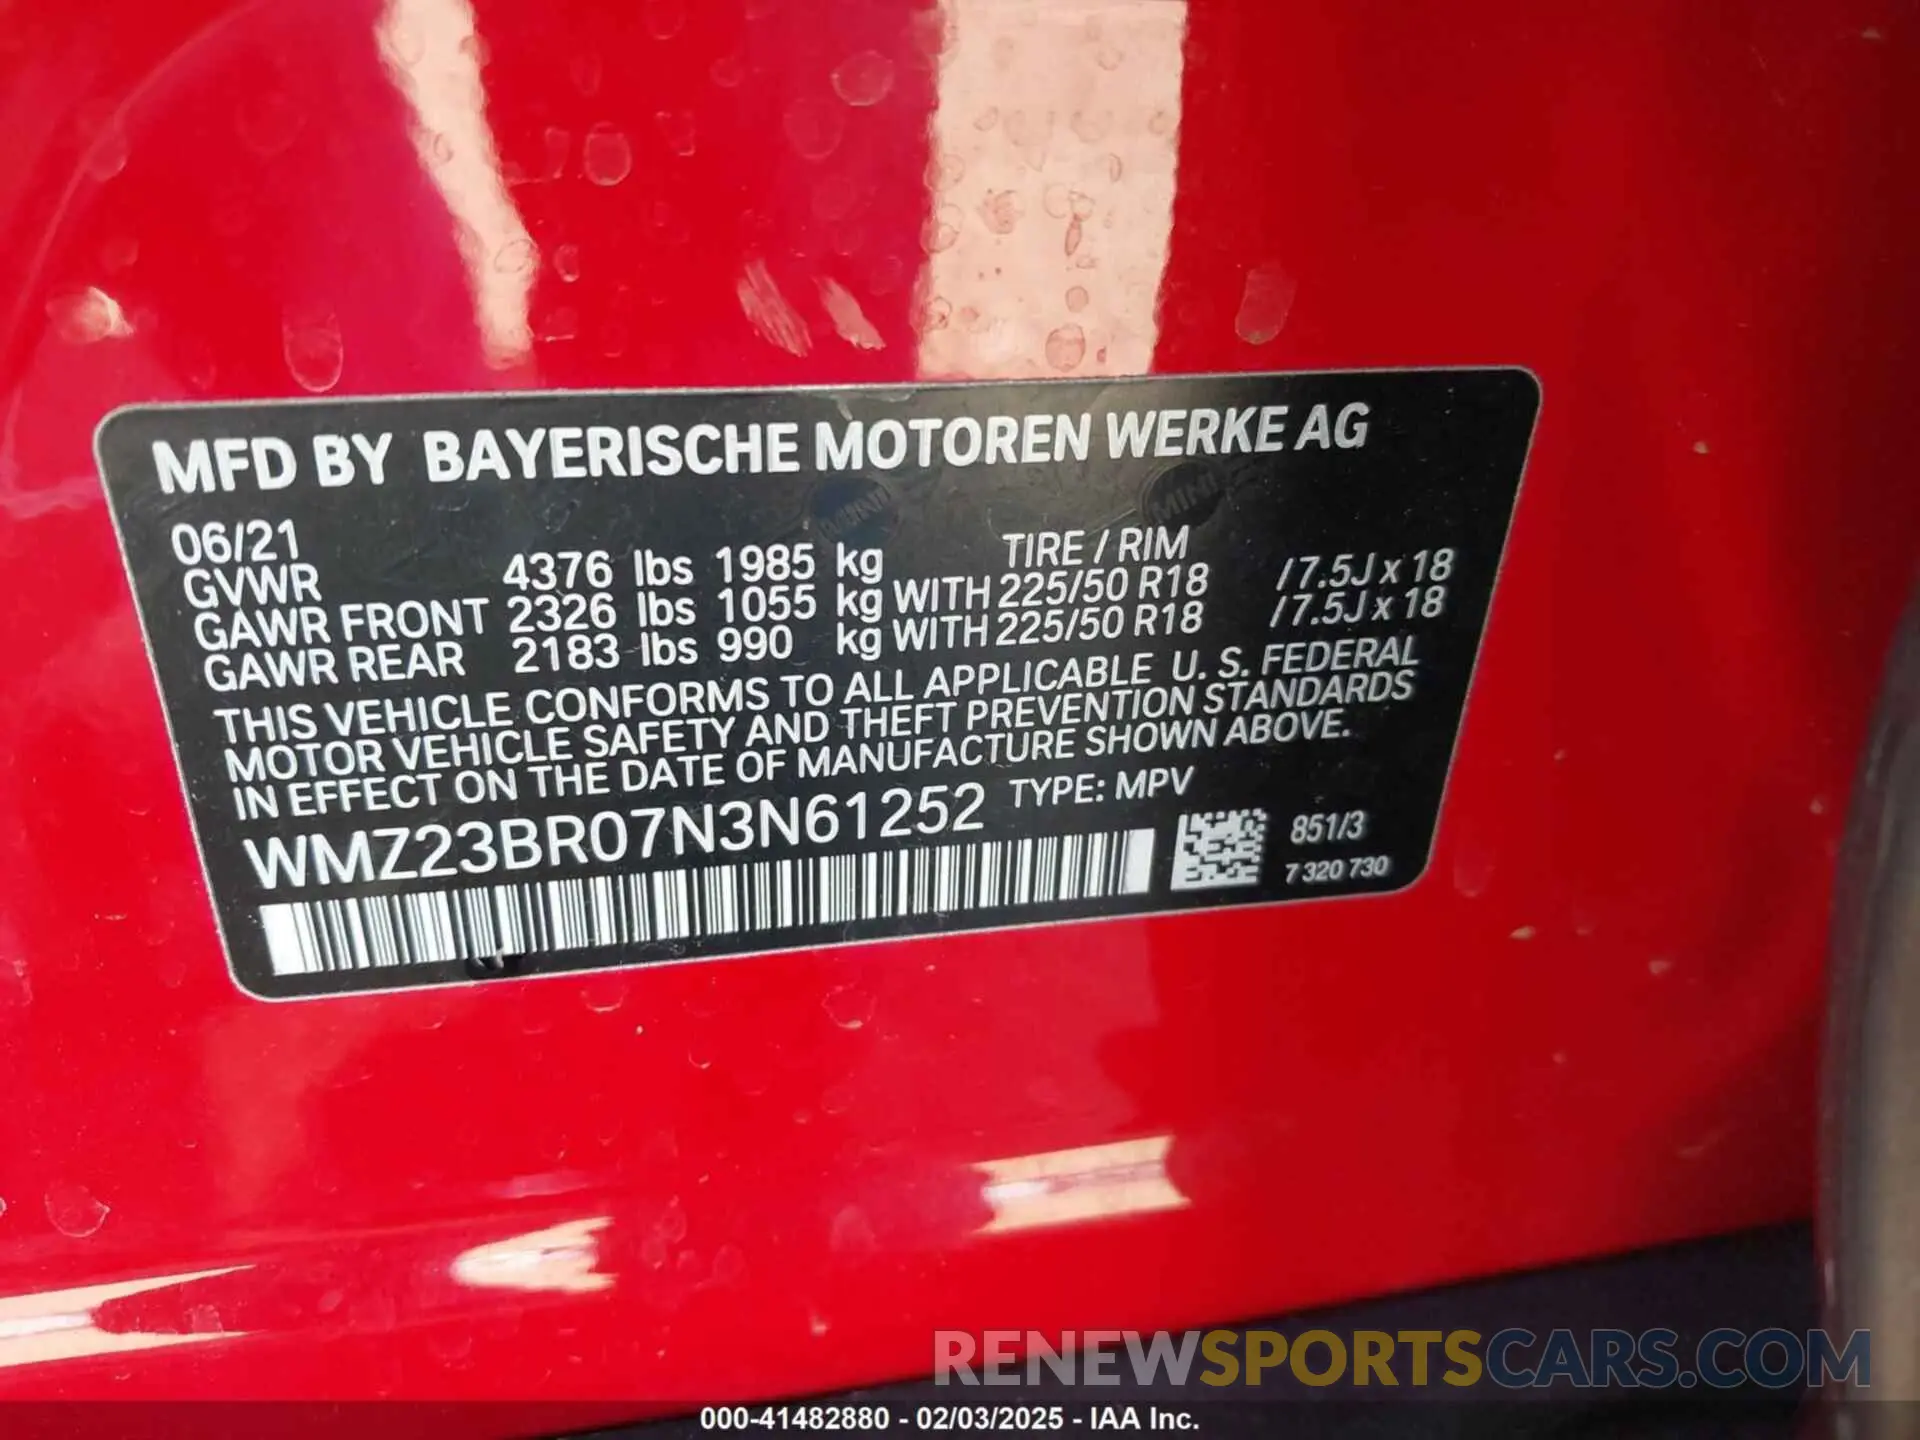 MFD BY BAYERISCHE MOTOREN WERKE AG
06/21 TIRE / RIM
GVWR 4376 lbs 1985 kg
GAWR FRONT 2326 lbs 1055 kg WITH 225/50 R18 /7.5J x 18
GAWR REAR 2183 lbs 990 kg WITH 225/50 R18 /7.5J x 18
THIS VEHICLE CONFORMS TO ALL APPLICABLE U. S. FEDERAL
MOTOR VEHICLE SAFETY AND THEFT PREVENTION STANDARDS
IN EFFECT ON THE DATE OF MANUFACTURE SHOWN ABOVE.
WMZ23BR07N3N61252 TYPE: MPV
851/3
7 320 730
MINI MINI
RENEWSPORTSCARS.COM
000-41482880 - 02/03/2025 - IAA Inc.